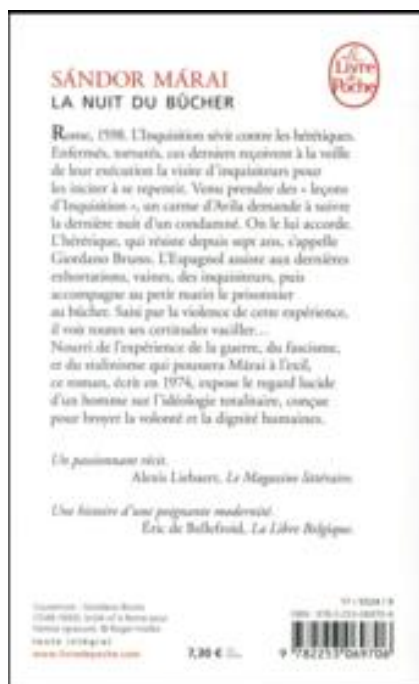 Le
Livre
de
Poche
SÁNDOR MÁRAI
LA NUIT DU BÛCHER
Rome, 1598. L'Inquisition sévit contre les hérétiques.
Enfermés, torturés, ces derniers reçoivent à la veille
de leur exécution la visite d'inquisiteurs pour
les inciter à se repentir. Venu prendre des « leçons
d'Inquisition », un carme d'Avila demande à suivre
la dernière nuit d'un condamné. On le lui accorde.
L'hérétique, qui résiste depuis sept ans, s'appelle
Giordano Bruno. L'Espagnol assiste aux dernières
exhortations, vaines, des inquisiteurs, puis
accompagne au petit matin le prisonnier
au bûcher. Saisi par la violence de cette expérience,
il voit toutes ses certitudes vaciller…
Nourri de l'expérience de la guerre, du fascisme,
et du stalinisme qui poussera Márai à l'exil,
ce roman, écrit en 1974, expose le regard lucide
d'un homme sur l'idéologie totalitaire, conçue
pour broyer la volonté et la dignité humaines.
Un passionnant récit.
Alexis Liebaert, Le Magazine littéraire.
Une histoire d'une poignante modernité.
Éric de Bellefroid, La Libre Belgique.
Couverture : Giordano Bruno
texte intégral
www.livredepoche.com
7,30 €
9 782253 069706